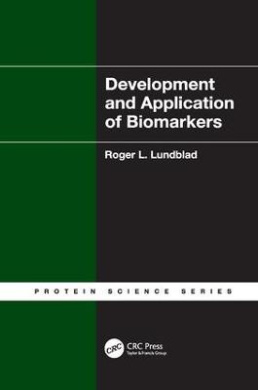 Development
and Application
of Biomarkers
Roger L. Lundblad
PROTEIN SCIENCE SERIES
CRC
CRC Press
Taylor & Francis Group